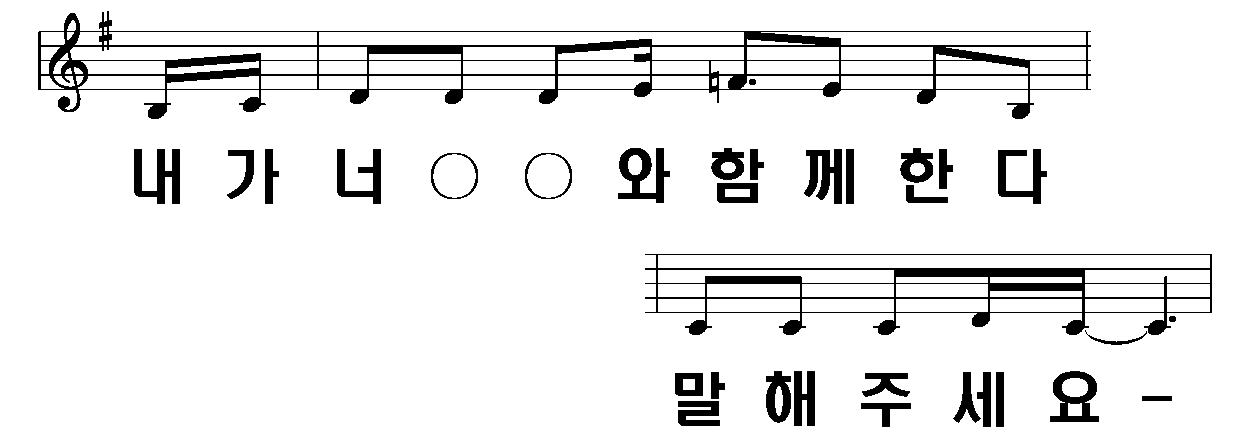 내 가 너 ○ ○ 와 함 께 한 다
말 해 주 세 요 -